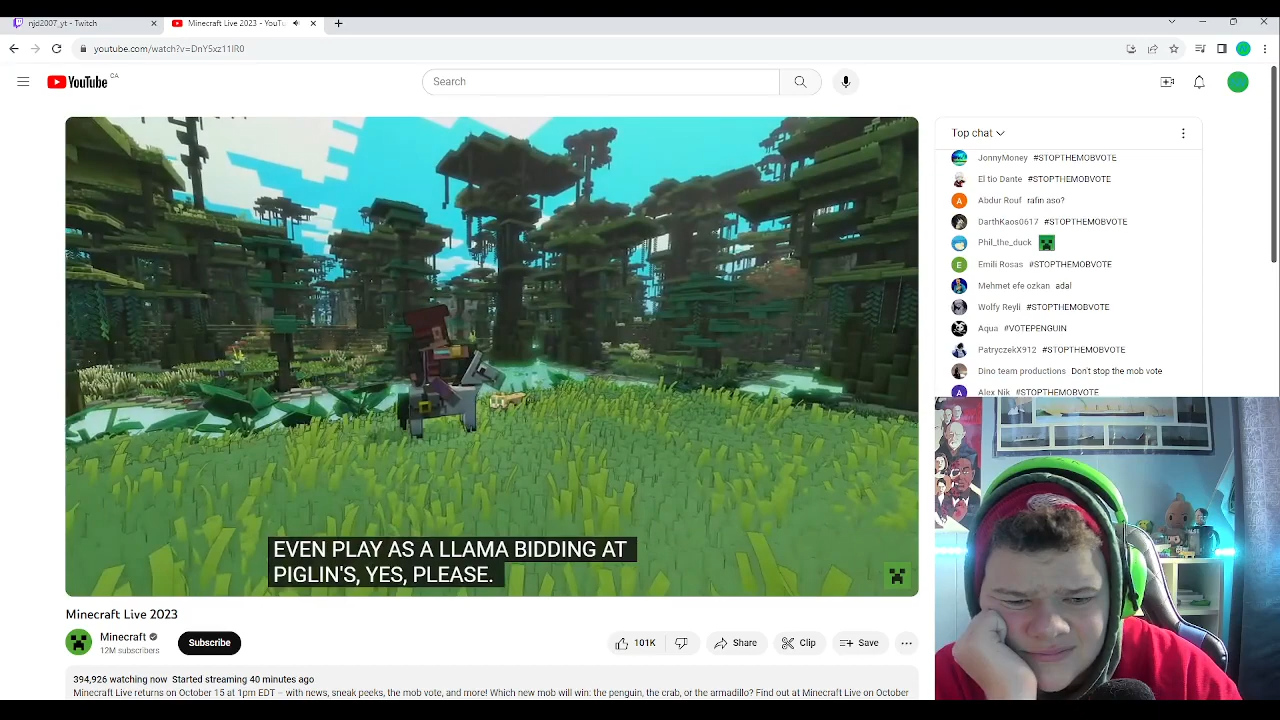 njd2007_yt - Twitch
Minecraft Live 2023 - YouTu
youtube.com/watch?v=DnY5xz11IR0
YouTube CA
Search
Top chat
JonnyMoney #STOPTHEMOBVOTE
El tio Dante #STOPTHEMOBVOTE
A Abdur Rouf rafin aso?
DarthKaos0617 #STOPTHEMOBVOTE
Phil_the_duck
E Emili Rosas #STOPTHEMOBVOTE
Mehmet efe ozkan adal
Wolfy Reyli #STOPTHEMOBVOTE
Aqua #VOTEPENGUIN
PatryczekX912 #STOPTHEMOBVOTE
Dino team productions Don't stop the mob vote
A Alex Nik #STOPTHEMOBVOTE
EVEN PLAY AS A LLAMA BIDDING AT
PIGLIN'S, YES, PLEASE.
Minecraft Live 2023
Minecraft
12M subscribers
Subscribe
101K
Share
Clip
Save
394,926 watching now Started streaming 40 minutes ago
Minecraft Live returns on October 15 at 1pm EDT – with news, sneak peeks, the mob vote, and more! Which new mob will win: the penguin, the crab, or the armadillo? Find out at Minecraft Live on October